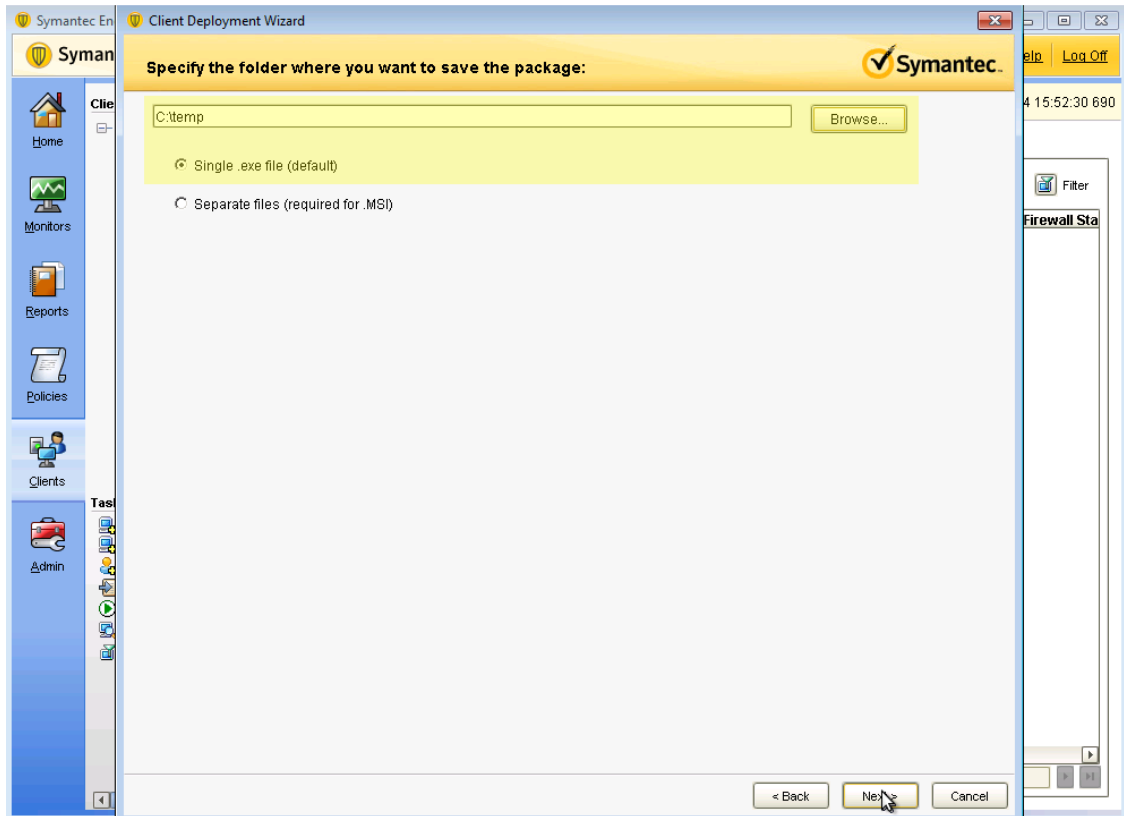 Symantec En
Client Deployment Wizard
Syman
Specify the folder where you want to save the package:
Symantec.
elp Log Off
Clie
4 15:52:30 690
C:\temp
Browse...
Home
Single .exe file (default)
Filter
Separate files (required for .MSI)
Monitors
Firewall Sta
Reports
Policies
Clients
Tasl
Admin
< Back
Next >
Cancel